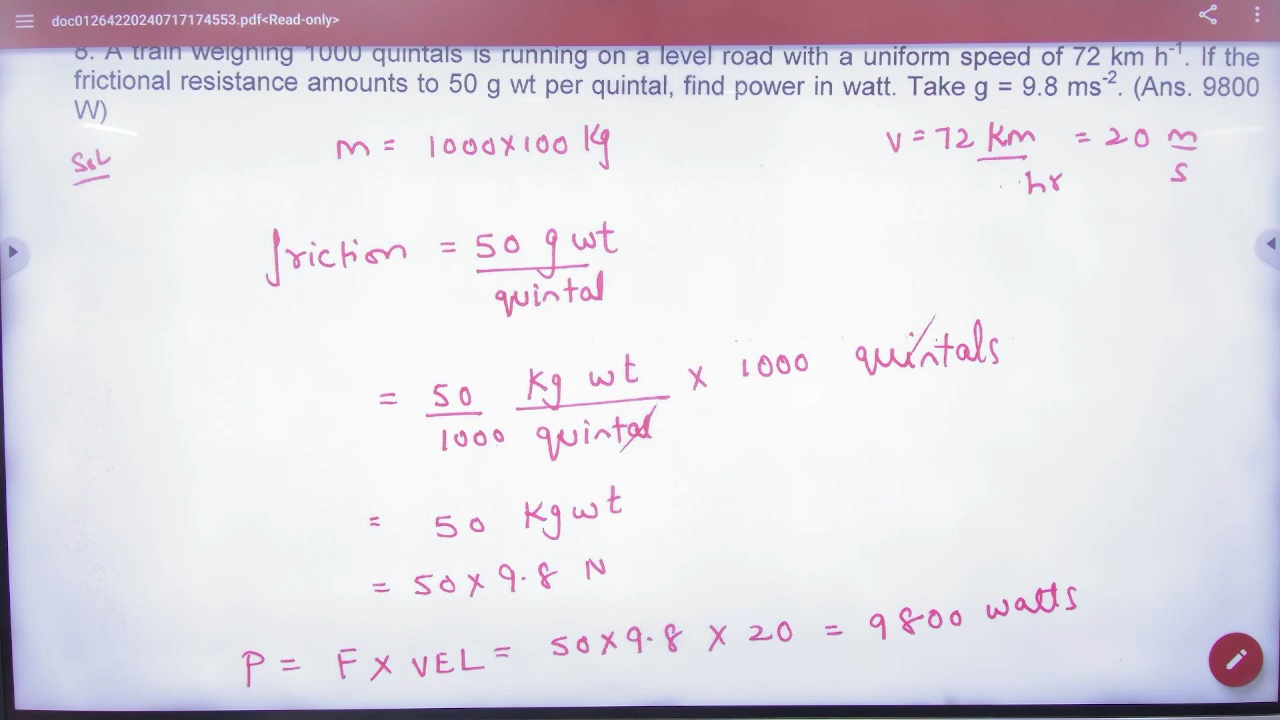 doc01264220240717174553.pdf<Read-only>
8. A train weighing 1000 quintals is running on a level road with a uniform speed of 72 km h⁻¹. If the
frictional resistance amounts to 50 g wt per quintal, find power in watt. Take g = 9.8 ms⁻². (Ans. 9800
W)
Sol
m = 1000×100 Kg
v = 72 Km/hr = 20 m/s
friction = 50 g wt/quintal
= 50/1000 Kg wt/quintal × 1000 quintals
= 50 Kgwt
= 50×9.8 N
P = F × VEL = 50×9.8 × 20 = 9800 watts